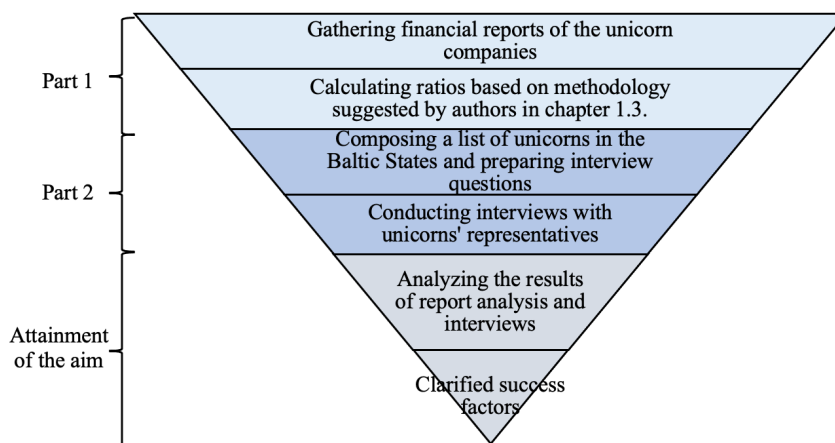 Gathering financial reports of the unicorn
companies
Part 1
Calculating ratios based on methodology
suggested by authors in chapter 1.3.
Composing a list of unicorns in the
Baltic States and preparing interview
questions
Part 2
Conducting interviews with
unicorns' representatives
Analyzing the results
of report analysis and
interviews
Attainment
of the aim
Clarified success
factors